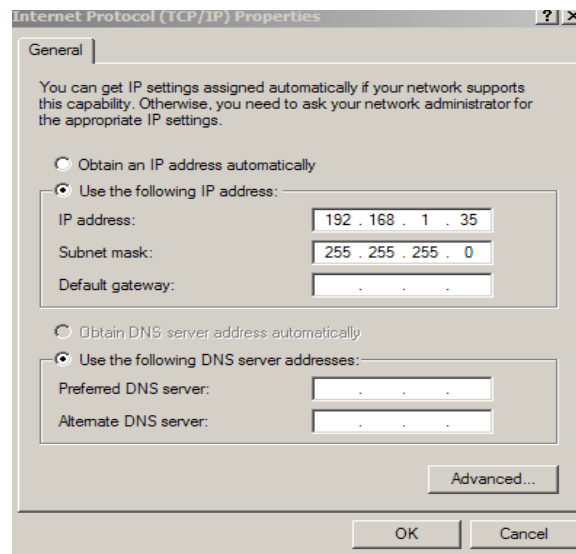 Internet Protocol (TCP/IP) Properties ? X
General
You can get IP settings assigned automatically if your network supports
this capability. Otherwise, you need to ask your network administrator for
the appropriate IP settings.
Obtain an IP address automatically
Use the following IP address:
IP address: 192 . 168 . 1 . 35
Subnet mask: 255 . 255 . 255 . 0
Default gateway: . . .
Obtain DNS server address automatically
Use the following DNS server addresses:
Preferred DNS server: . . .
Alternate DNS server: . . .
Advanced...
OK Cancel